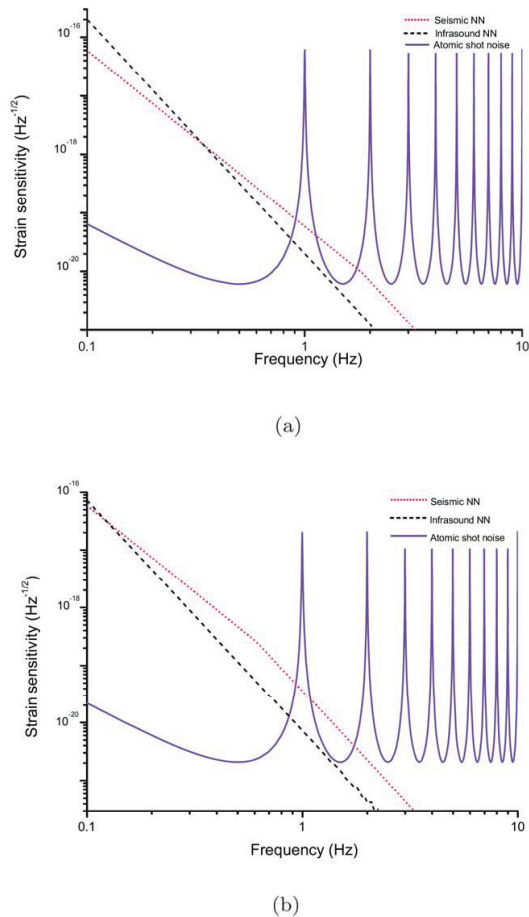 10^-16
10^-18
10^-20
Strain sensitivity (Hz^-1/2)
Seismic NN
Infrasound NN
Atomic shot noise
0.1
1
10
Frequency (Hz)
(a)
10^-16
10^-18
10^-20
Strain sensitivity (Hz^-1/2)
Seismic NN
Infrasound NN
Atomic shot noise
0.1
1
10
Frequency (Hz)
(b)